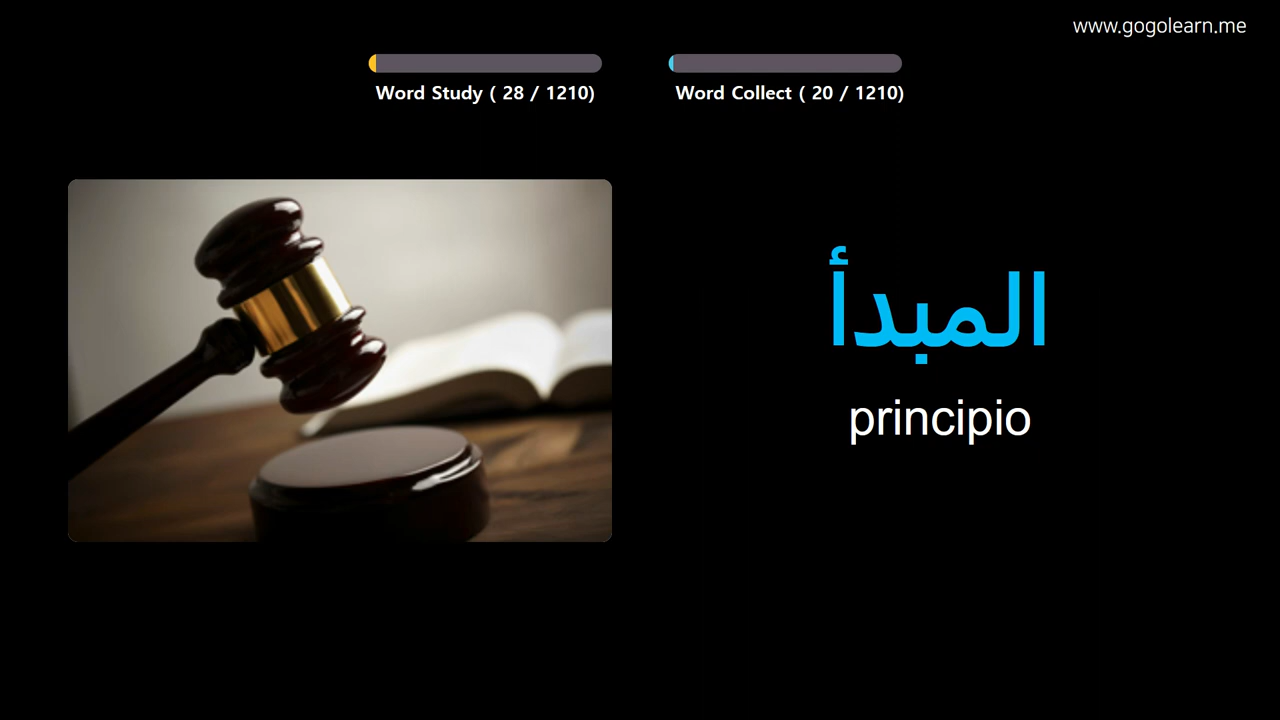 www.gogolearn.me
Word Study ( 28 / 1210)
Word Collect ( 20 / 1210)
المبدأ
principio